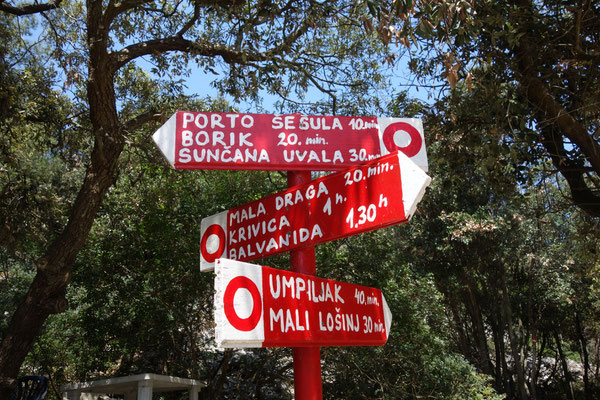 PORTO SEŠULA 10.min
BORIK 20. min.
SUNČANA UVALA 30.min
MALA DRAGA 20. min.
KRIVICA 1 h.
BALVANIDA 1.30 h
UMPILJAK 40. min.
MALI LOŠINJ 30 min.